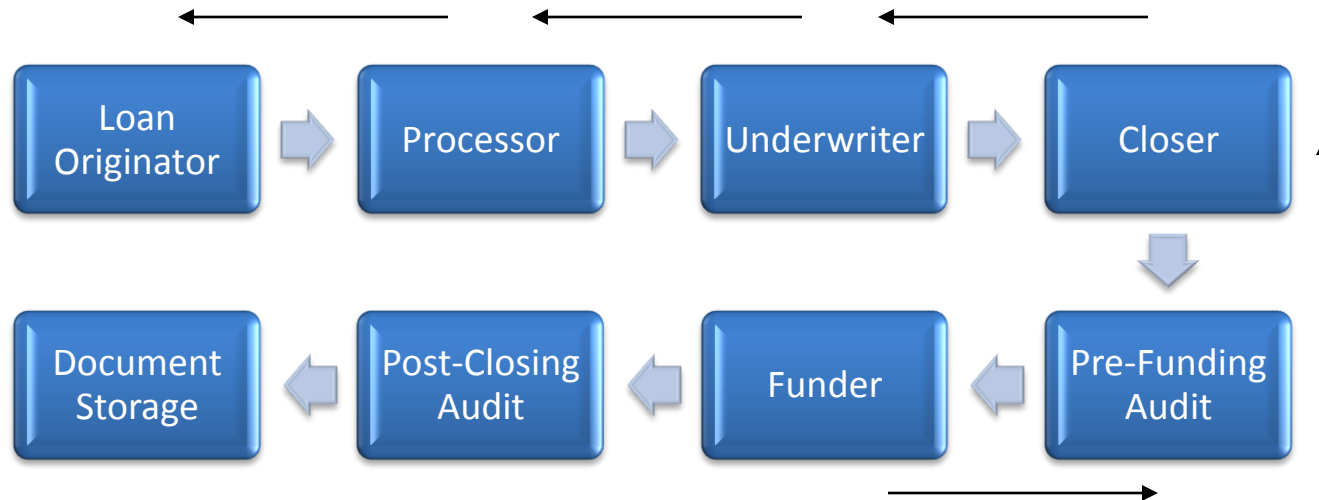 Loan
Originator
Processor
Underwriter
Closer
Document
Storage
Post-Closing
Audit
Funder
Pre-Funding
Audit